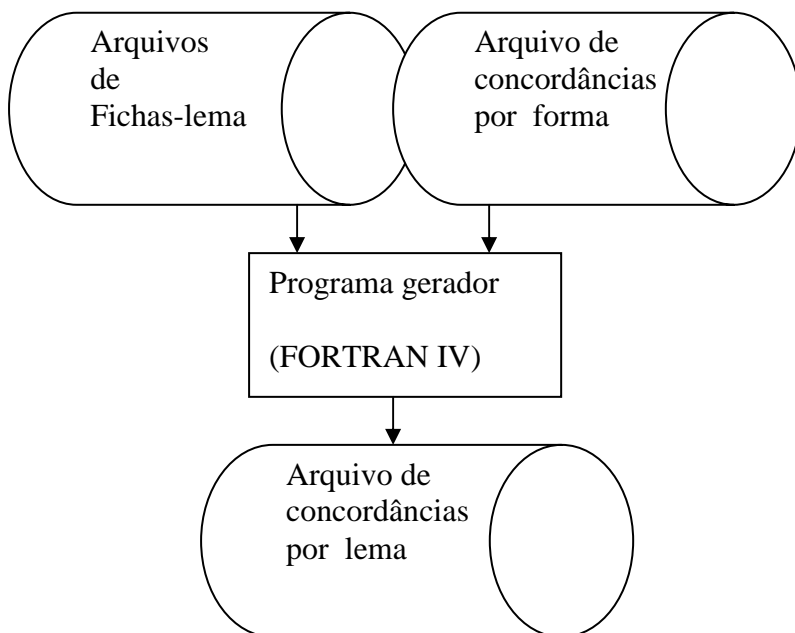 Arquivos
de
Fichas-lema
Arquivo de
concordâncias
por forma
Programa gerador
(FORTRAN IV)
Arquivo de
concordâncias
por lema